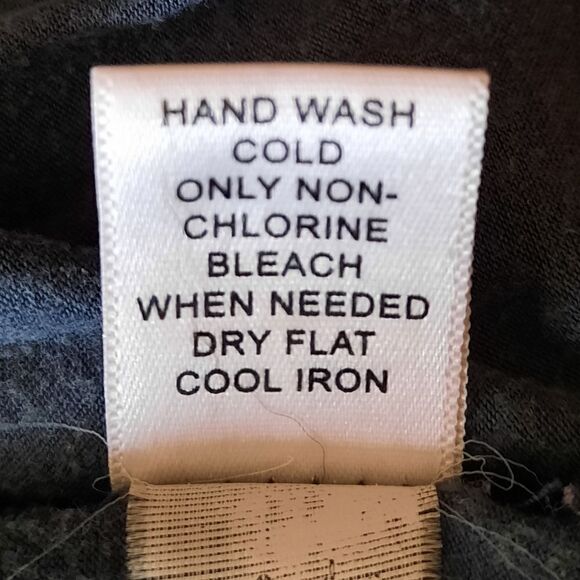 HAND WASH
COLD
ONLY NON-
CHLORINE
BLEACH
WHEN NEEDED
DRY FLAT
COOL IRON